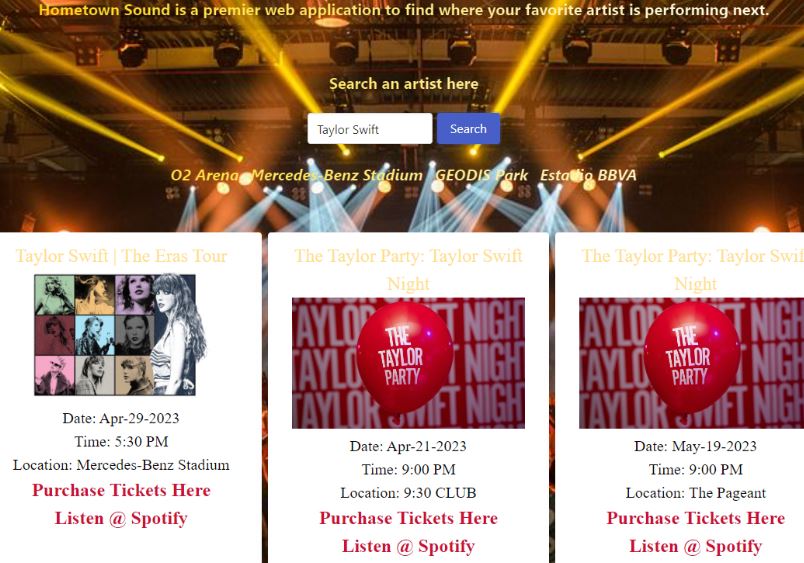 Hometown Sound is a premier web application to find where your favorite artist is performing next.
Search an artist here
Taylor Swift
Search
O2 Arena Mercedes-Benz Stadium GEODIS Park Estadio BBVA
Taylor Swift | The Eras Tour
Date: Apr-29-2023
Time: 5:30 PM
Location: Mercedes-Benz Stadium
Purchase Tickets Here
Listen @ Spotify
The Taylor Party: Taylor Swift
Night
TAYLOR SWIFT NIGHT
THE
TAYLOR
PARTY
Date: Apr-21-2023
Time: 9:00 PM
Location: 9:30 CLUB
Purchase Tickets Here
Listen @ Spotify
The Taylor Party: Taylor Swif
Night
TAYLOR SWIFT NIGH
THE
TAYLOR
PARTY
Date: May-19-2023
Time: 9:00 PM
Location: The Pageant
Purchase Tickets Here
Listen @ Spotify